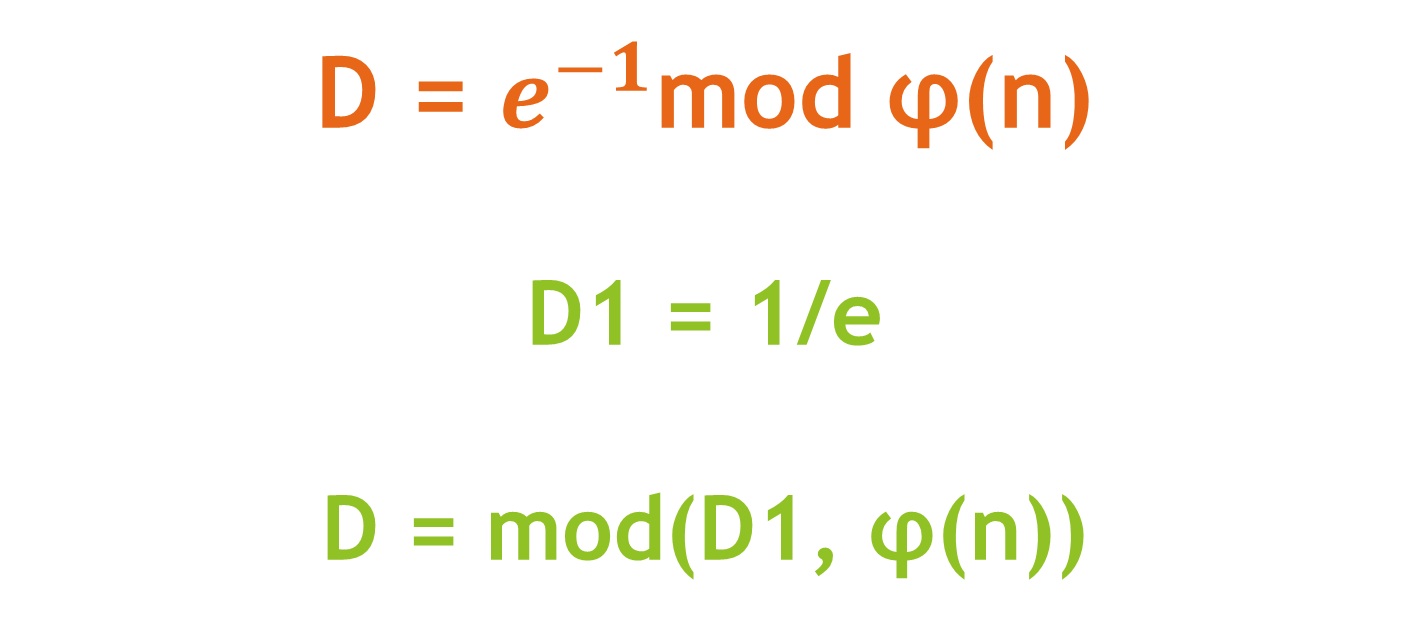 D = e⁻¹mod φ(n)
D1 = 1/e
D = mod(D1, φ(n))